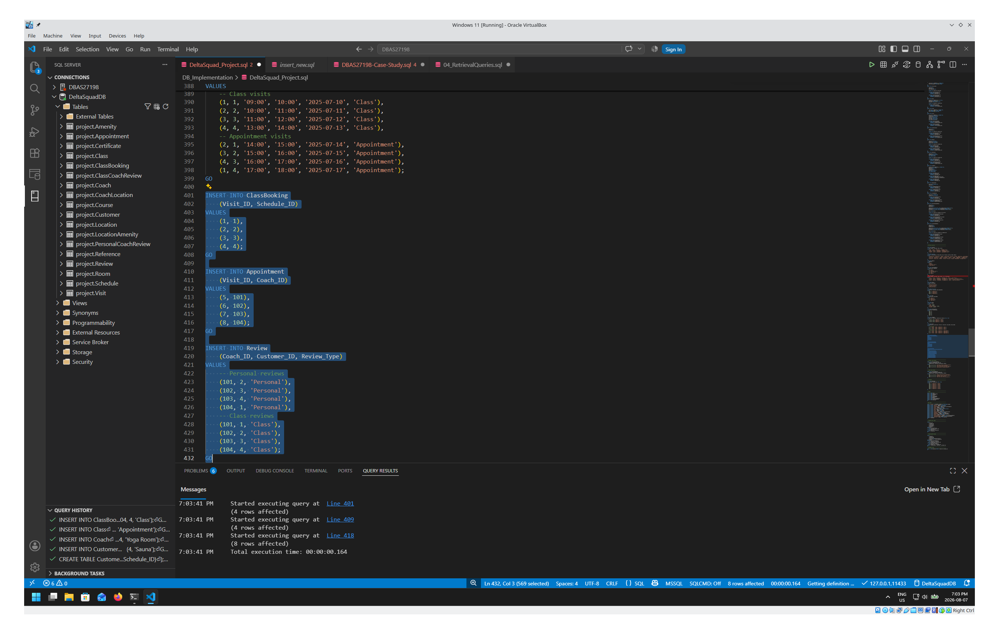 Windows 11 [Running] - Oracle VirtualBox
File Machine View Input Devices Help
File Edit Selection View Go Run Terminal Help
DBAS27198
Sign In
SQL SERVER
CONNECTIONS
DBAS27198
DeltaSquadDB
Tables
External Tables
project.Amenity
project.Appointment
project.Certificate
project.Class
project.ClassBooking
project.ClassCoachReview
project.Coach
project.CoachLocation
project.Course
project.Customer
project.Location
project.LocationAmenity
project.PersonalCoachReview
project.Reference
project.Review
project.Room
project.Schedule
project.Visit
Views
Synonyms
Programmability
External Resources
Service Broker
Storage
Security
QUERY HISTORY
INSERT INTO ClassBoo...04, 4, 'Class');⏎G...
INSERT INTO Class⏎ ... 'Appointment');⏎G...
INSERT INTO Coach⏎ ...4, 'Yoga Room');⏎...
INSERT INTO Customer... (4, 'Sauna');⏎G...
CREATE TABLE Custome...Schedule_ID)⏎);...
BACKGROUND TASKS
3
DeltaSquad_Project.sql 2
insert_new.sql
DBAS27198-Case-Study.sql 4
04_RetrievalQueries.sql
DB_Implementation > DeltaSquad_Project.sql
388 VALUES
389 -- Class visits
390 (1, 1, '09:00', '10:00', '2025-07-10', 'Class'),
391 (2, 2, '10:00', '11:00', '2025-07-11', 'Class'),
392 (3, 3, '11:00', '12:00', '2025-07-12', 'Class'),
393 (4, 4, '13:00', '14:00', '2025-07-13', 'Class'),
394 -- Appointment visits
395 (2, 1, '14:00', '15:00', '2025-07-14', 'Appointment'),
396 (3, 2, '15:00', '16:00', '2025-07-15', 'Appointment'),
397 (4, 3, '16:00', '17:00', '2025-07-16', 'Appointment'),
398 (1, 4, '17:00', '18:00', '2025-07-17', 'Appointment');
399 GO
400
401 INSERT INTO ClassBooking
402 (Visit_ID, Schedule_ID)
403 VALUES
404 (1, 1),
405 (2, 2),
406 (3, 3),
407 (4, 4);
408 GO
409
410 INSERT INTO Appointment
411 (Visit_ID, Coach_ID)
412 VALUES
413 (5, 101),
414 (6, 102),
415 (7, 103),
416 (8, 104);
417 GO
418
419 INSERT INTO Review
420 (Coach_ID, Customer_ID, Review_Type)
421 VALUES
422 -- Personal reviews
423 (101, 2, 'Personal'),
424 (102, 3, 'Personal'),
425 (103, 4, 'Personal'),
426 (104, 1, 'Personal'),
427 -- Class reviews
428 (101, 1, 'Class'),
429 (102, 2, 'Class'),
430 (103, 3, 'Class'),
431 (104, 4, 'Class');
432 GO
PROBLEMS 6 OUTPUT DEBUG CONSOLE TERMINAL PORTS QUERY RESULTS
Messages
Open in New Tab
7:03:41 PM Started executing query at Line 401
(4 rows affected)
7:03:41 PM Started executing query at Line 409
(4 rows affected)
7:03:41 PM Started executing query at Line 418
(8 rows affected)
7:03:41 PM Total execution time: 00:00:00.164
6 0
Ln 432, Col 3 (569 selected) Spaces: 4 UTF-8 CRLF {} SQL MSSQL SQLCMD: Off 8 rows affected 00:00:00.164 Getting definition ... 127.0.0.1,11433 DeltaSquadDB
ENG
US
7:03 PM
2026-08-07
Right Ctrl